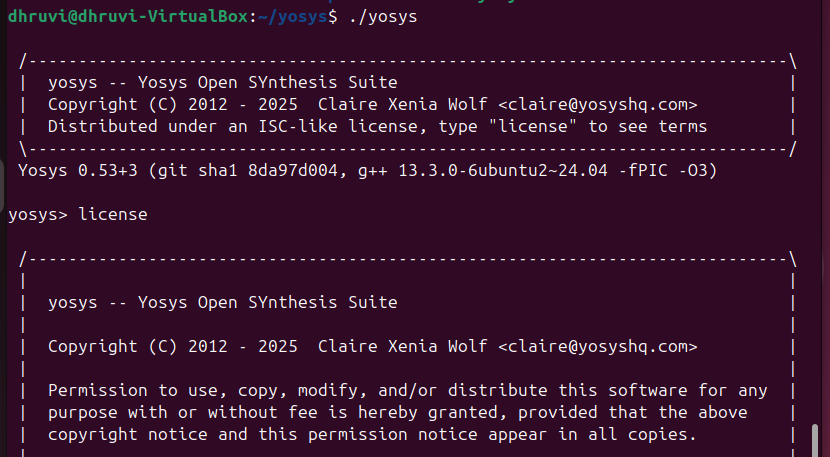 dhruvi@dhruvi-VirtualBox:~/yosys$ ./yosys
/----------------------------------------------------------------------------\
| yosys -- Yosys Open SYnthesis Suite |
| Copyright (C) 2012 - 2025 Claire Xenia Wolf <claire@yosyshq.com> |
| Distributed under an ISC-like license, type "license" to see terms |
\----------------------------------------------------------------------------/
Yosys 0.53+3 (git sha1 8da97d004, g++ 13.3.0-6ubuntu2~24.04 -fPIC -O3)
yosys> license
/----------------------------------------------------------------------------\
| |
| yosys -- Yosys Open SYnthesis Suite |
| |
| Copyright (C) 2012 - 2025 Claire Xenia Wolf <claire@yosyshq.com> |
| |
| Permission to use, copy, modify, and/or distribute this software for any |
| purpose with or without fee is hereby granted, provided that the above |
| copyright notice and this permission notice appear in all copies. |
| |